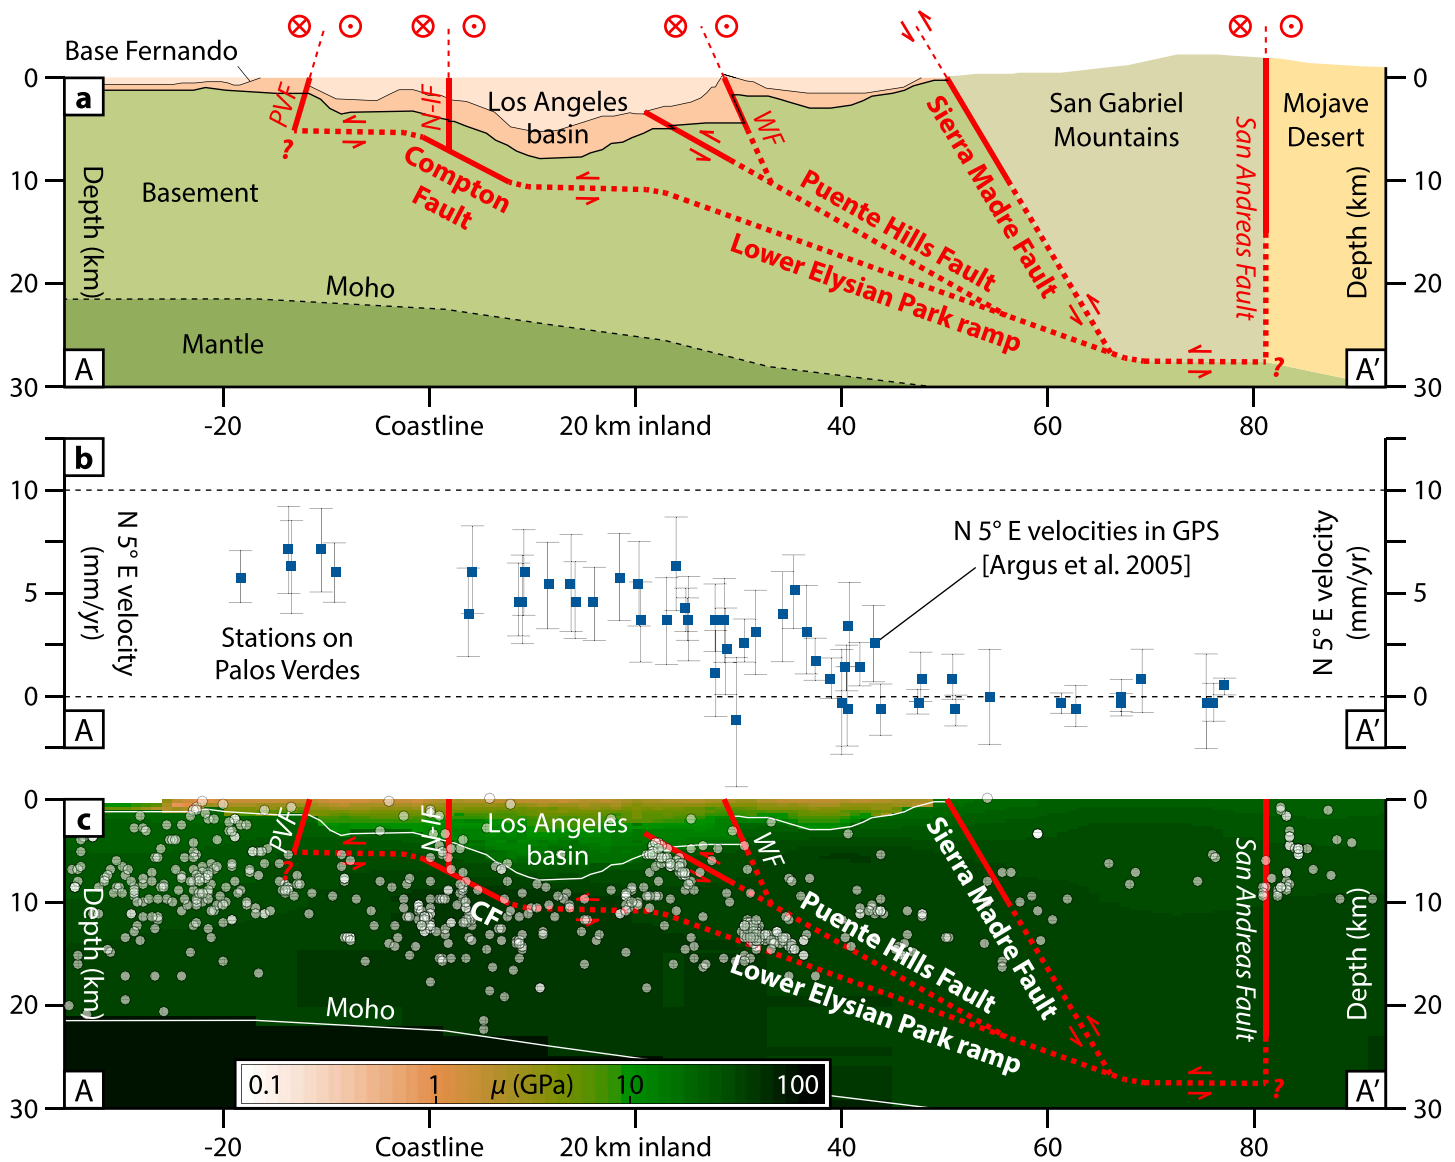 Base Fernando
0
a
PVF
N-IF
Los Angeles
basin
WF
Sierra Madre Fault
San Gabriel
Mountains
San Andreas Fault
Mojave
Desert
0
?
Compton
Fault
Puente Hills Fault
Lower Elysian Park ramp
10
Depth (km)
Basement
Depth (km)
10
20
Moho
20
Mantle
30
A
?
A′
30
-20
Coastline
20 km inland
40
60
80
b
10
N 5° E velocity
(mm/yr)
N 5° E velocities in GPS
[Argus et al. 2005]
N 5° E velocity
(mm/yr)
10
5
5
Stations on
Palos Verdes
0
0
A
A′
0
c
PVF
N-IF
Los Angeles
basin
WF
Sierra Madre Fault
San Andreas Fault
0
?
CF
Puente Hills Fault
Lower Elysian Park ramp
10
Depth (km)
Depth (km)
10
20
Moho
20
0.1
1
μ (GPa)
10
100
30
A
?
A′
30
-20
Coastline
20 km inland
40
60
80